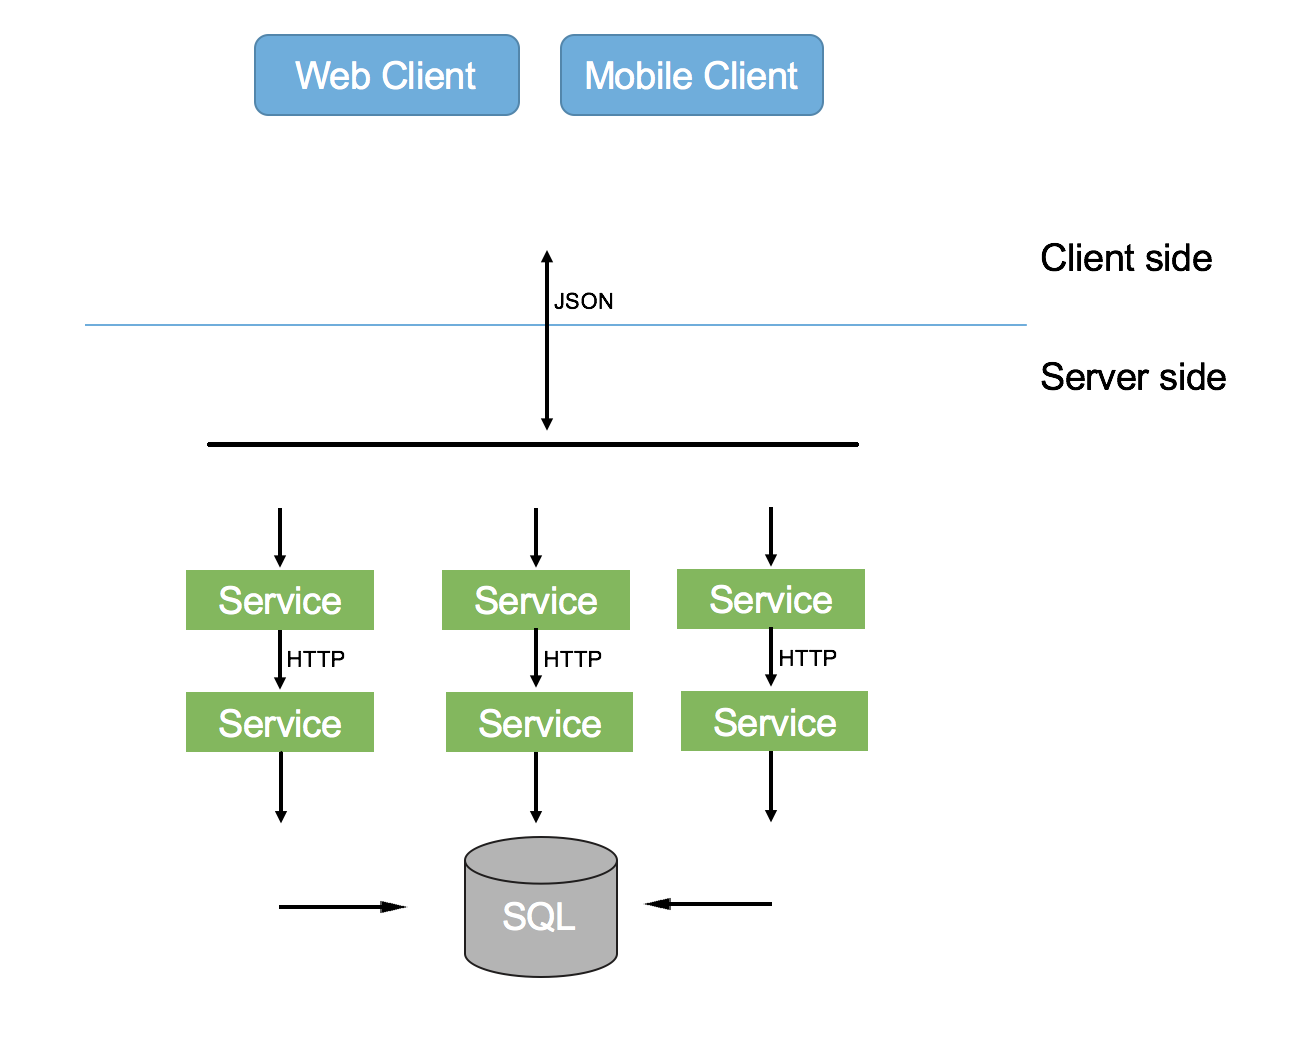 Web Client
Mobile Client
Client side
JSON
Server side
Service
Service
Service
HTTP
HTTP
HTTP
Service
Service
Service
SQL